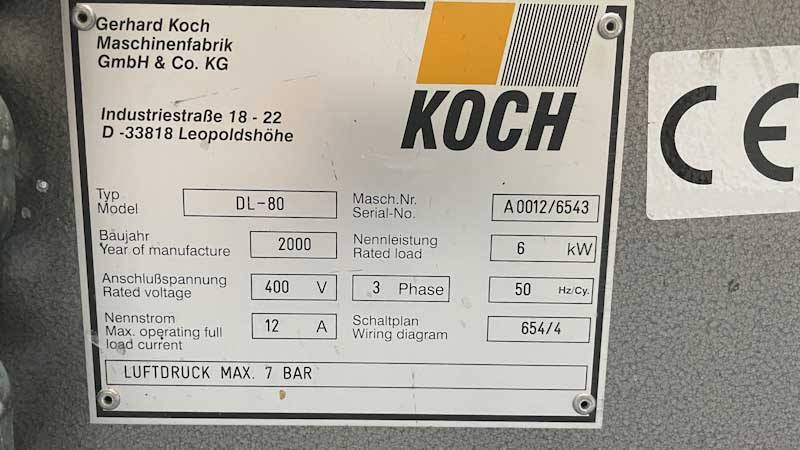 Gerhard Koch
Maschinenfabrik
GmbH & Co. KG
Industriestraße 18 - 22
D -33818 Leopoldshöhe
KOCH
CE
Typ
Model
DL-80
Masch.Nr.
Serial-No.
A0012/6543
Baujahr
Year of manufacture
2000
Nennleistung
Rated load
6 kW
Anschlußspannung
Rated voltage
400 V
3 Phase
50 Hz/Cy.
Nennstrom
Max. operating full
load current
12 A
Schaltplan
Wiring diagram
654/4
LUFTDRUCK MAX. 7 BAR